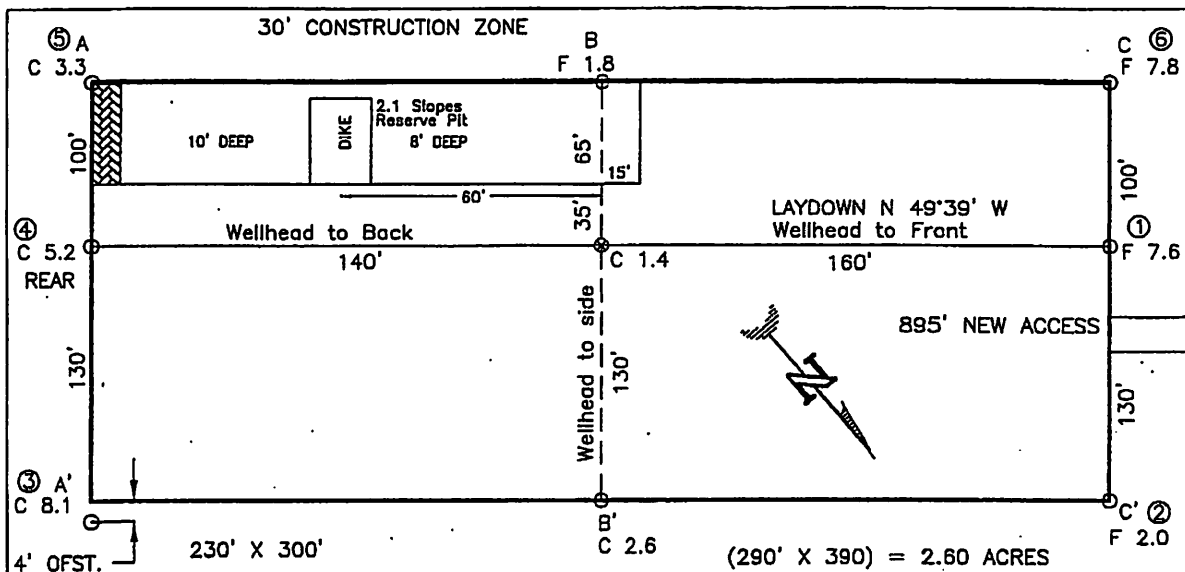 30' CONSTRUCTION ZONE
⑤ A
C 3.3
B
F 1.8
C ⑥
F 7.8
100'
10' DEEP
DIKE
2.1 Slopes
Reserve Pit
8' DEEP
65'
15'
100'
60'
35'
LAYDOWN N 49°39' W
④
C 5.2
REAR
Wellhead to Back
140'
C 1.4
Wellhead to Front
160'
①
F 7.6
895' NEW ACCESS
130'
Wellhead to side
130'
N
130'
③ A'
C 8.1
4' OFST.
230' X 300'
B'
C 2.6
C' ②
F 2.0
(290' X 390) = 2.60 ACRES